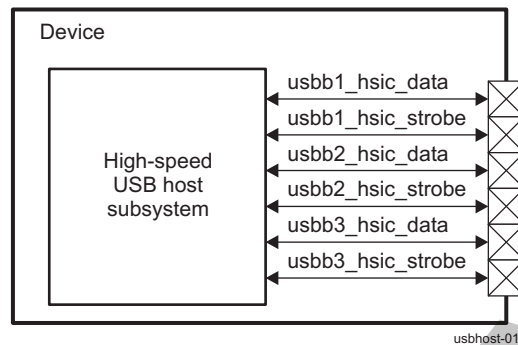 Device
usbb1_hsic_data
usbb1_hsic_strobe
usbb2_hsic_data
High-speed
USB host
subsystem
usbb2_hsic_strobe
usbb3_hsic_data
usbb3_hsic_strobe
usbhost-01